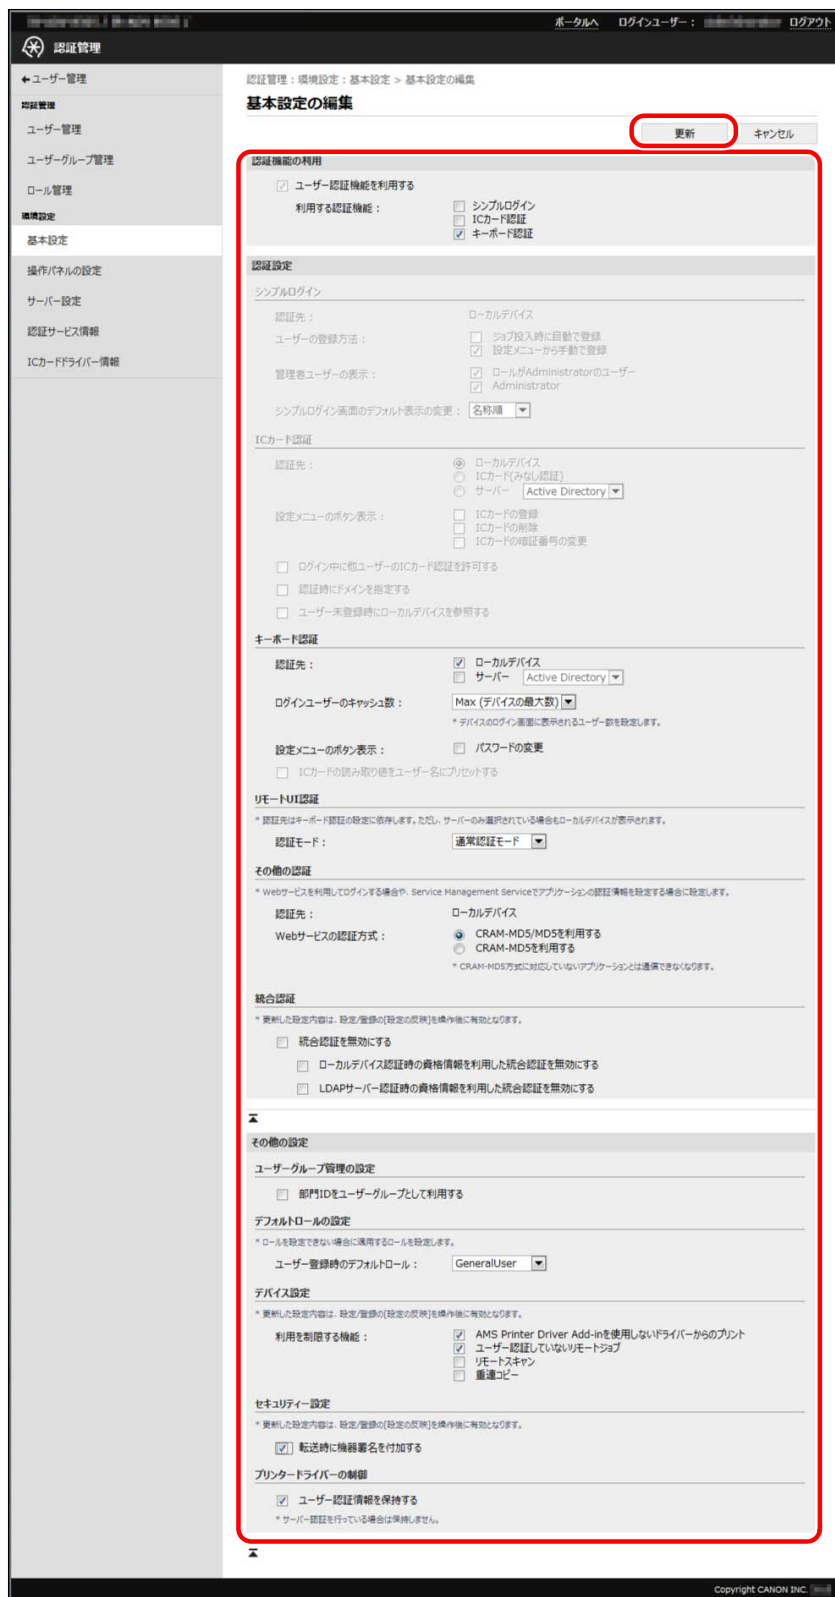 ポータルへ ログインユーザー： ログアウト
認証管理
ユーザー管理
認証管理
ユーザー管理
ユーザーグループ管理
ロール管理
環境設定
基本設定
操作パネルの設定
サーバー設定
認証サービス情報
ICカードドライバー情報
認証管理：環境設定：基本設定 > 基本設定の編集
基本設定の編集
更新 キャンセル
認証機能の利用
ユーザー認証機能を利用する
利用する認証機能： シンプルログイン
ICカード認証
キーボード認証
認証設定
シンプルログイン
認証先： ローカルデバイス
ユーザーの登録方法： ジョブ投入時に自動で登録
設定メニューから手動で登録
管理者ユーザーの表示： ロールがAdministratorのユーザー
Administrator
シンプルログイン画面のデフォルト表示の変更： 名称順
ICカード認証
認証先： ローカルデバイス
ICカード(みなし認証)
サーバー Active Directory
設定メニューのボタン表示： ICカードの登録
ICカードの削除
ICカードの暗証番号の変更
ログイン中に他ユーザーのICカード認証を許可する
認証時にドメインを指定する
ユーザー未登録時にローカルデバイスを参照する
キーボード認証
認証先： ローカルデバイス
サーバー Active Directory
ログインユーザーのキャッシュ数： Max (デバイスの最大数)
* デバイスのログイン画面に表示されるユーザー数を設定します。
設定メニューのボタン表示： パスワードの変更
ICカードの読み取り値をユーザー名にプリセットする
リモートUI認証
* 認証先はキーボード認証の設定に依存します。ただし、サーバーのみ選択されている場合もローカルデバイスが表示されます。
認証モード： 通常認証モード
その他の認証
* Webサービスを利用してログインする場合や、Service Management Serviceでアプリケーションの認証情報を設定する場合に設定します。
認証先： ローカルデバイス
Webサービスの認証方式： CRAM-MD5/MD5を利用する
CRAM-MD5を利用する
* CRAM-MD5方式に対応していないアプリケーションとは通信できなくなります。
統合認証
* 更新した設定内容は、設定/登録の[設定の反映]を操作後に有効となります。
統合認証を無効にする
ローカルデバイス認証時の資格情報を利用した統合認証を無効にする
LDAPサーバー認証時の資格情報を利用した統合認証を無効にする
その他の設定
ユーザーグループ管理の設定
部門IDをユーザーグループとして利用する
デフォルトロールの設定
* ロールを設定できない場合に適用するロールを設定します。
ユーザー登録時のデフォルトロール： GeneralUser
デバイス設定
* 更新した設定内容は、設定/登録の[設定の反映]を操作後に有効となります。
利用を制限する機能： AMS Printer Driver Add-inを使用しないドライバーからのプリント
ユーザー認証していないリモートジョブ
リモートスキャン
重連コピー
セキュリティー設定
* 更新した設定内容は、設定/登録の[設定の反映]を操作後に有効となります。
転送時に機器署名を付加する
プリンタードライバーの制御
ユーザー認証情報を保持する
* サーバー認証を行っている場合は保持しません。
Copyright CANON INC.